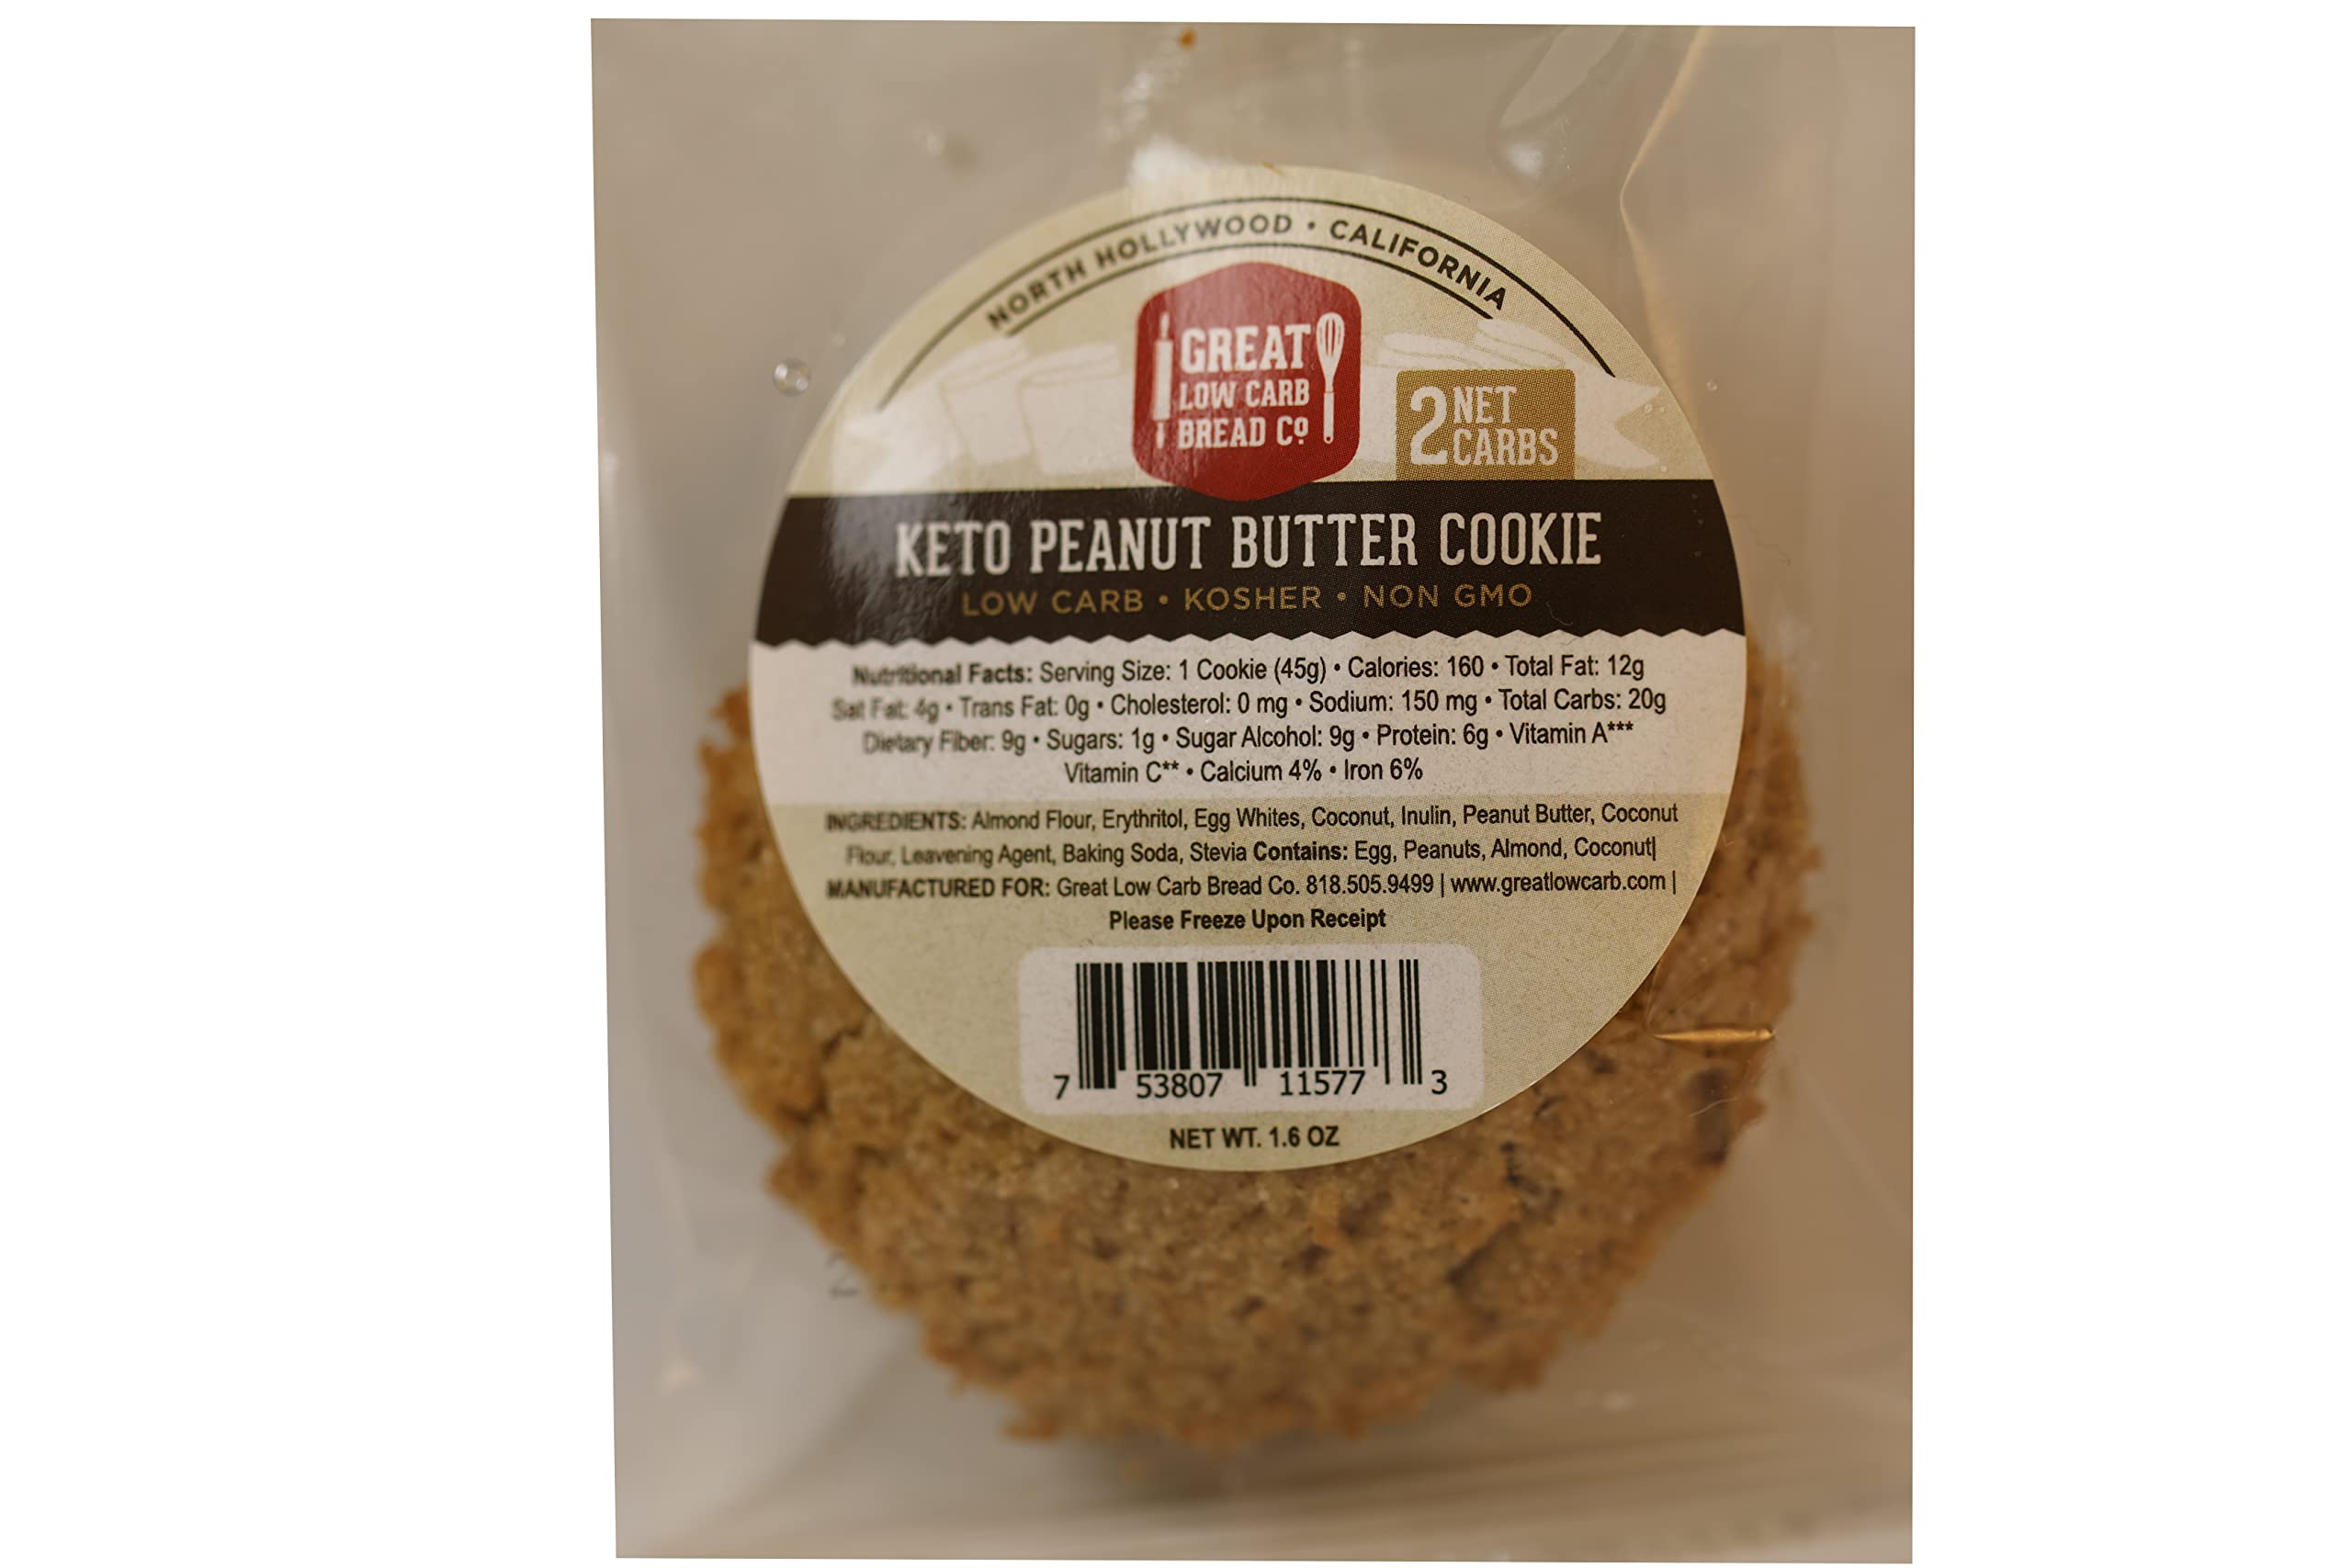 NORTH HOLLYWOOD • CALIFORNIA
GREAT
LOW CARB
BREAD Co
2 NET
CARBS
KETO PEANUT BUTTER COOKIE
LOW CARB • KOSHER • NON GMO
Nutritional Facts: Serving Size: 1 Cookie (45g) • Calories: 160 • Total Fat: 12g
Sat Fat: 4g • Trans Fat: 0g • Cholesterol: 0 mg • Sodium: 150 mg • Total Carbs: 20g
Dietary Fiber: 9g • Sugars: 1g • Sugar Alcohol: 9g • Protein: 6g • Vitamin A***
Vitamin C** • Calcium 4% • Iron 6%
INGREDIENTS: Almond Flour, Erythritol, Egg Whites, Coconut, Inulin, Peanut Butter, Coconut
Flour, Leavening Agent, Baking Soda, Stevia Contains: Egg, Peanuts, Almond, Coconut|
MANUFACTURED FOR: Great Low Carb Bread Co. 818.505.9499 | www.greatlowcarb.com |
Please Freeze Upon Receipt
7 53807 11577 3
NET WT. 1.6 OZ